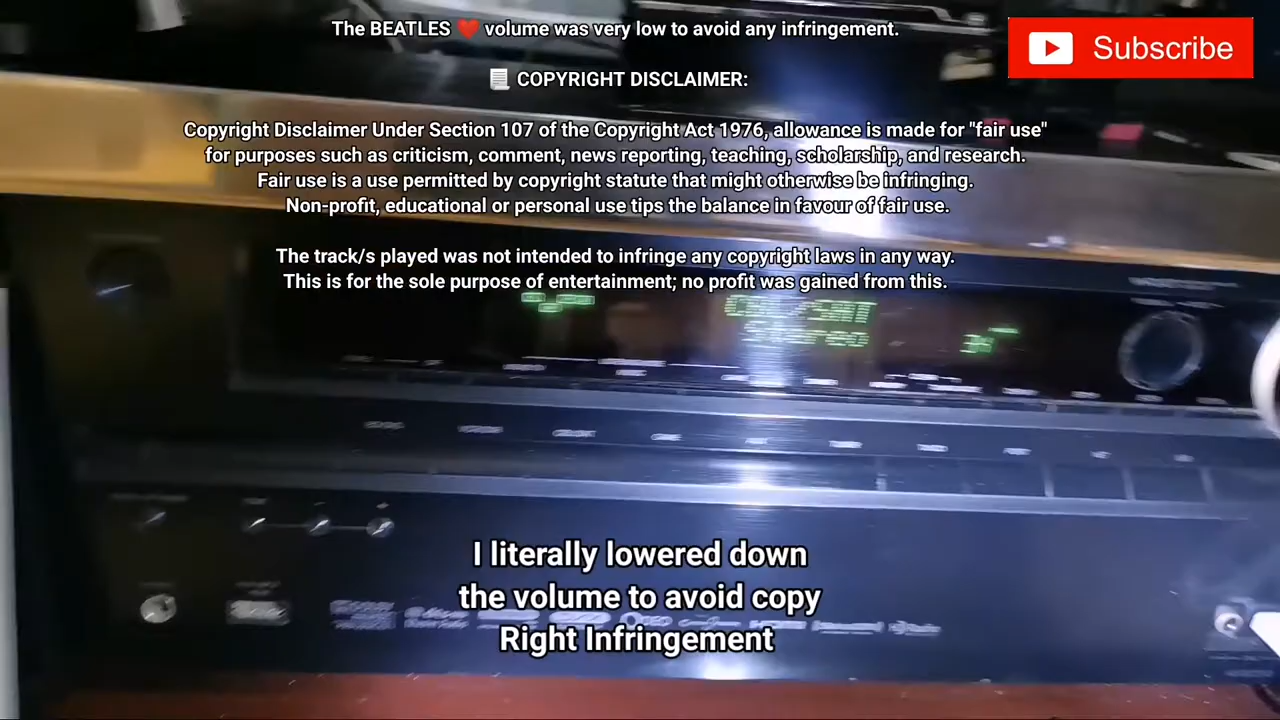 The BEATLES ❤️ volume was very low to avoid any infringement.
Subscribe
📃 COPYRIGHT DISCLAIMER:
Copyright Disclaimer Under Section 107 of the Copyright Act 1976, allowance is made for "fair use"
for purposes such as criticism, comment, news reporting, teaching, scholarship, and research.
Fair use is a use permitted by copyright statute that might otherwise be infringing.
Non-profit, educational or personal use tips the balance in favour of fair use.
The track/s played was not intended to infringe any copyright laws in any way.
This is for the sole purpose of entertainment; no profit was gained from this.
Stereo
I literally lowered down
the volume to avoid copy
Right Infringement